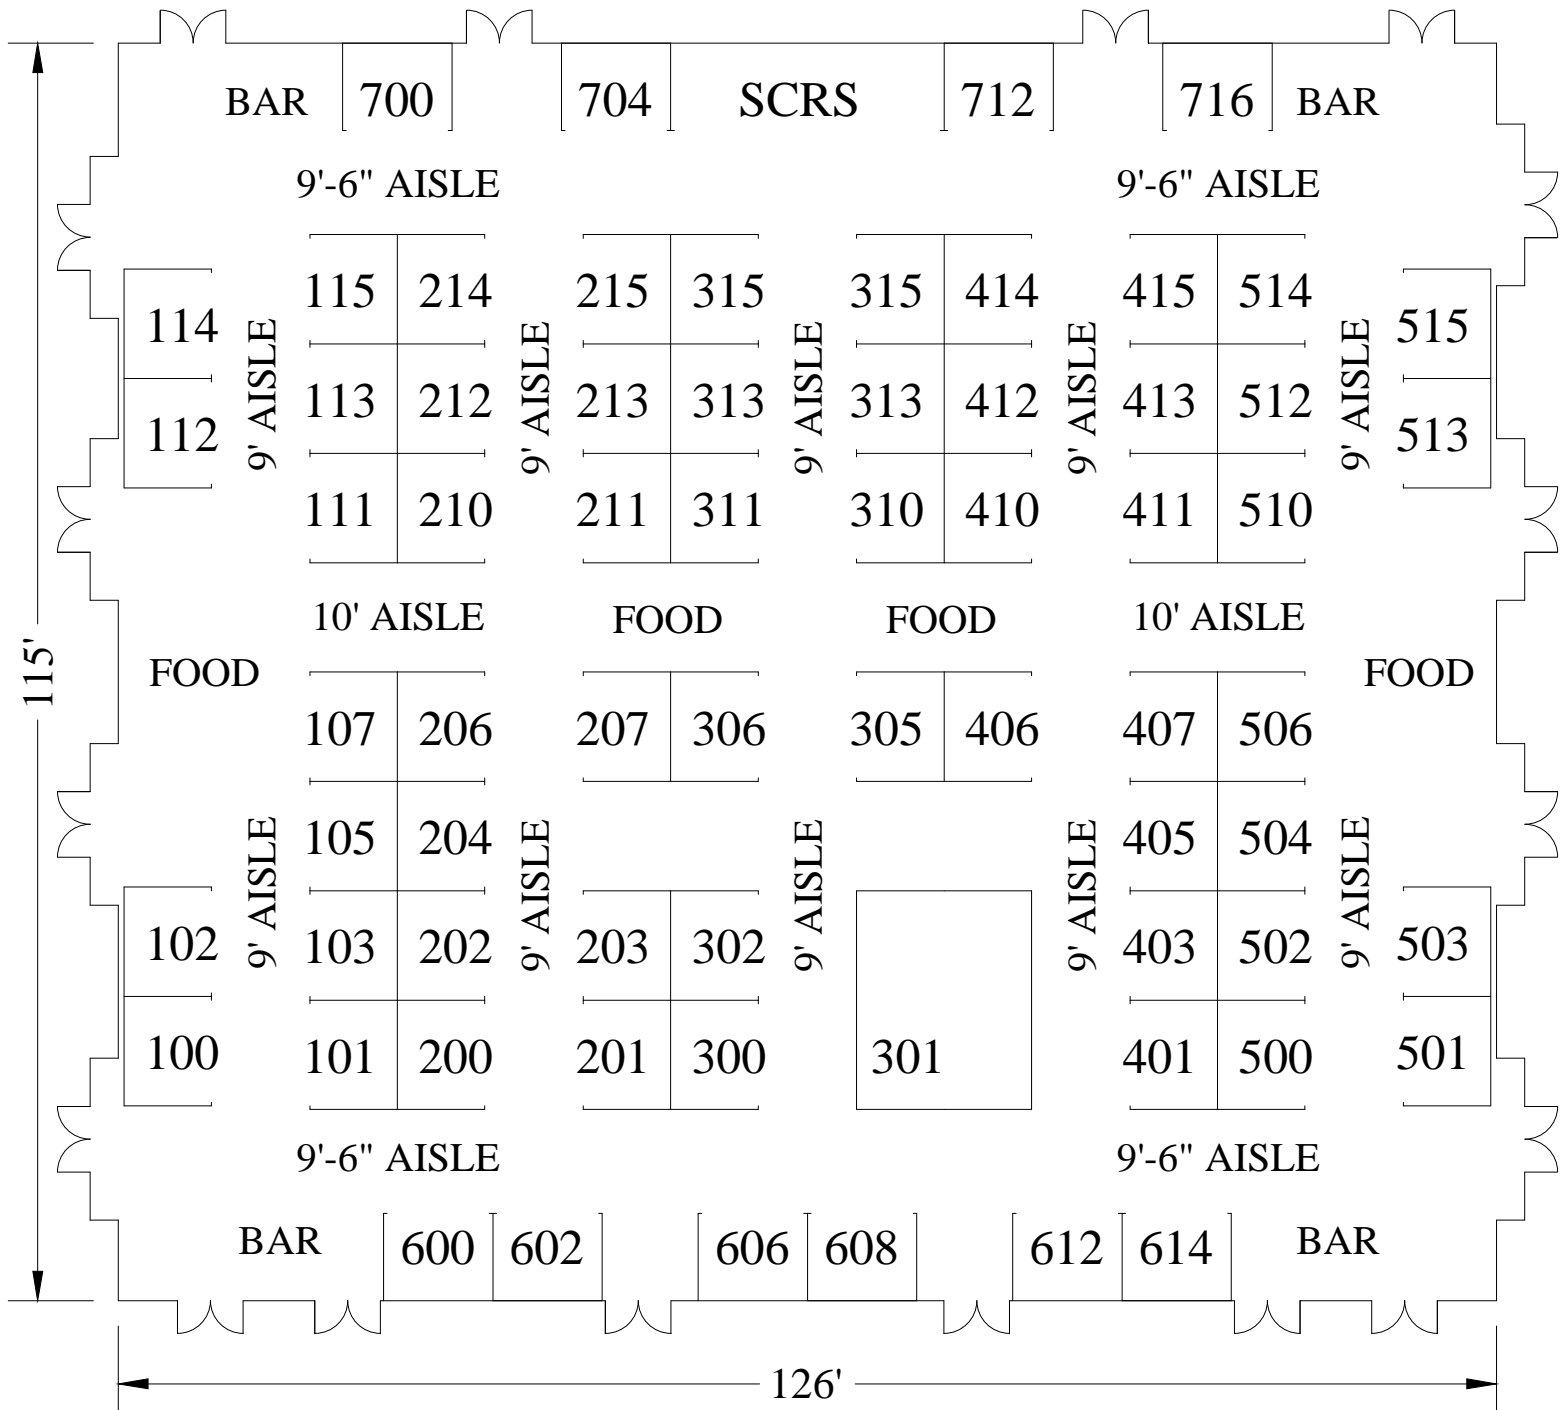 BAR 700 704 SCRS 712 716 BAR
9'-6" AISLE 9'-6" AISLE
115 214 215 315 315 414 415 514
114 515
9' AISLE 9' AISLE 9' AISLE 9' AISLE 9' AISLE
113 212 213 313 313 412 413 512
112 513
111 210 211 311 310 410 411 510
10' AISLE FOOD FOOD 10' AISLE
115'
FOOD FOOD
107 206 207 306 305 406 407 506
105 204 405 504
9' AISLE 9' AISLE 9' AISLE 9' AISLE 9' AISLE
102 103 202 203 302 403 502 503
100 101 200 201 300 301 401 500 501
9'-6" AISLE 9'-6" AISLE
BAR 600 602 606 608 612 614 BAR
126'